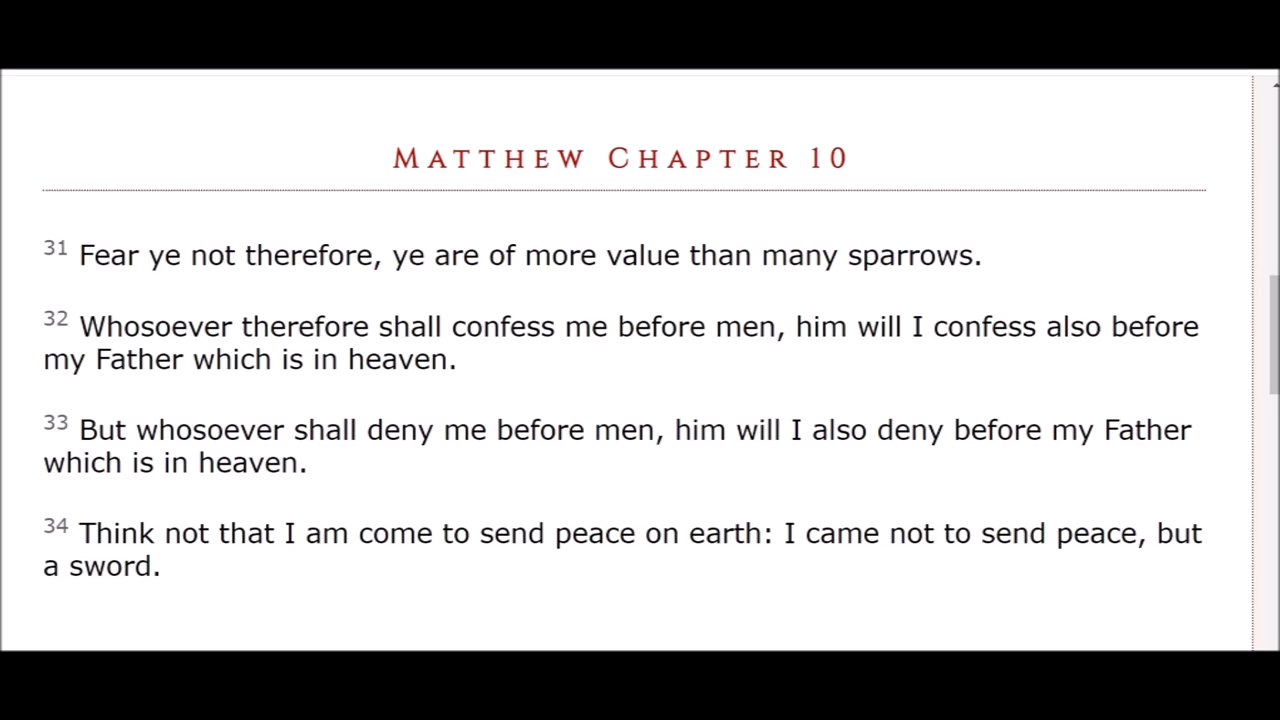 Matthew Chapter 10
31 Fear ye not therefore, ye are of more value than many sparrows.
32 Whosoever therefore shall confess me before men, him will I confess also before
my Father which is in heaven.
33 But whosoever shall deny me before men, him will I also deny before my Father
which is in heaven.
34 Think not that I am come to send peace on earth: I came not to send peace, but
a sword.